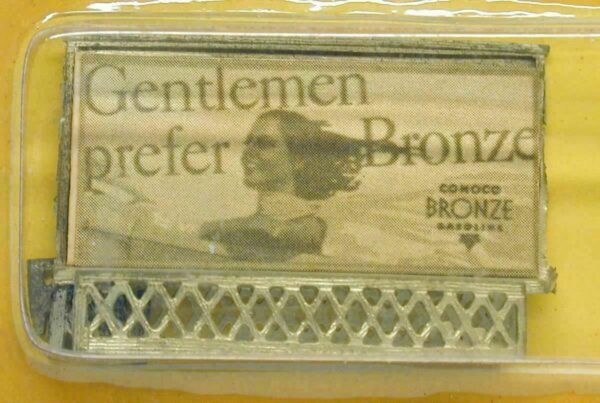 Gentlemen
prefer Bronze
CONOCO
BRONZE
GASOLINE